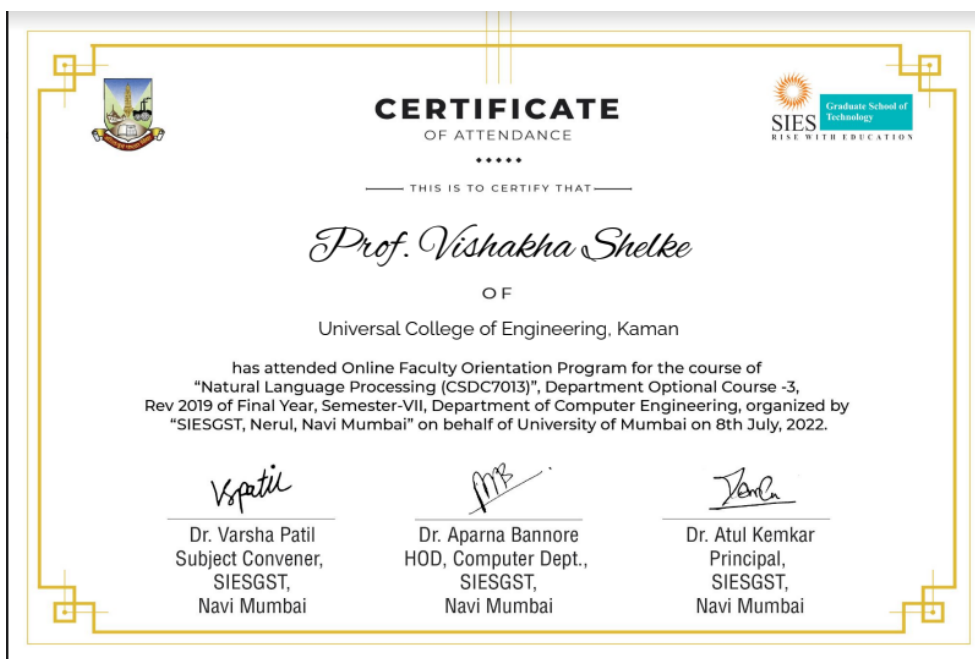 CERTIFICATE
OF ATTENDANCE
SIES
Graduate School of
Technology
RISE WITH EDUCATION
THIS IS TO CERTIFY THAT
Prof. Vishakha Shelke
OF
Universal College of Engineering, Kaman
has attended Online Faculty Orientation Program for the course of
“Natural Language Processing (CSDC7013)”, Department Optional Course -3,
Rev 2019 of Final Year, Semester-VII, Department of Computer Engineering, organized by
“SIESGST, Nerul, Navi Mumbai” on behalf of University of Mumbai on 8th July, 2022.
Vspatil
Dr. Varsha Patil
Subject Convener,
SIESGST,
Navi Mumbai
Dr. Aparna Bannore
HOD, Computer Dept.,
SIESGST,
Navi Mumbai
Dr. Atul Kemkar
Principal,
SIESGST,
Navi Mumbai